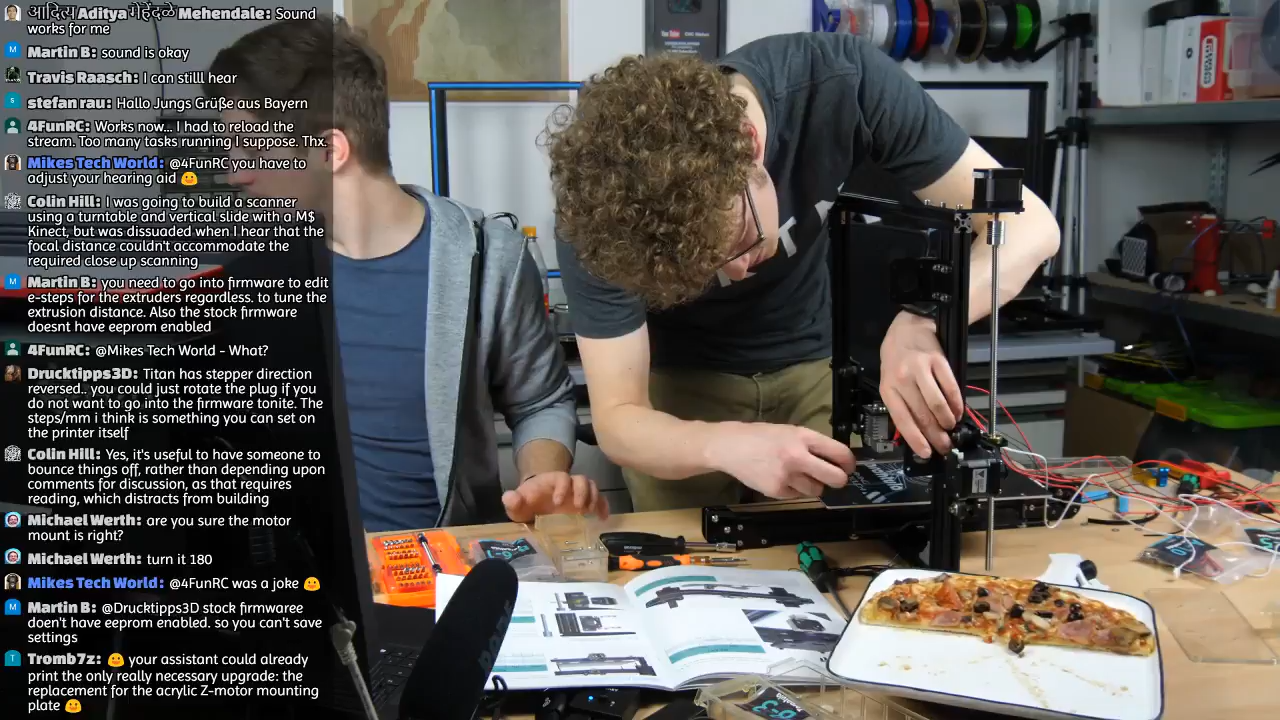 आदित्य Aditya मेहेंदळे Mehendale: Sound
works for me
Martin B: sound is okay
Travis Raasch: I can stilll hear
stefan rau: Hallo Jungs Grüße aus Bayern
4FunRC: Works now... I had to reload the
stream. Too many tasks running I suppose. Thx.
Mikes Tech World: @4FunRC you have to
adjust your hearing aid
Colin Hill: I was going to build a scanner
using a turntable and vertical slide with a M$
Kinect, but was dissuaded when I hear that the
focal distance couldn't accommodate the
required close up scanning
Martin B: you need to go into firmware to edit
e-steps for the extruders regardless. to tune the
extrusion distance. Also the stock firmware
doesnt have eeprom enabled
4FunRC: @Mikes Tech World - What?
Drucktipps3D: Titan has stepper direction
reversed.. you could just rotate the plug if you
do not want to go into the firmware tonite. The
steps/mm i think is something you can set on
the printer itself
Colin Hill: Yes, it's useful to have someone to
bounce things off, rather than depending upon
comments for discussion, as that requires
reading, which distracts from building
Michael Werth: are you sure the motor
mount is right?
Michael Werth: turn it 180
Mikes Tech World: @4FunRC was a joke
Martin B: @Drucktipps3D stock firmwaree
doen't have eeprom enabled. so you can't save
settings
Tromb7z: your assistant could already
print the only really necessary upgrade: the
replacement for the acrylic Z-motor mounting
plate